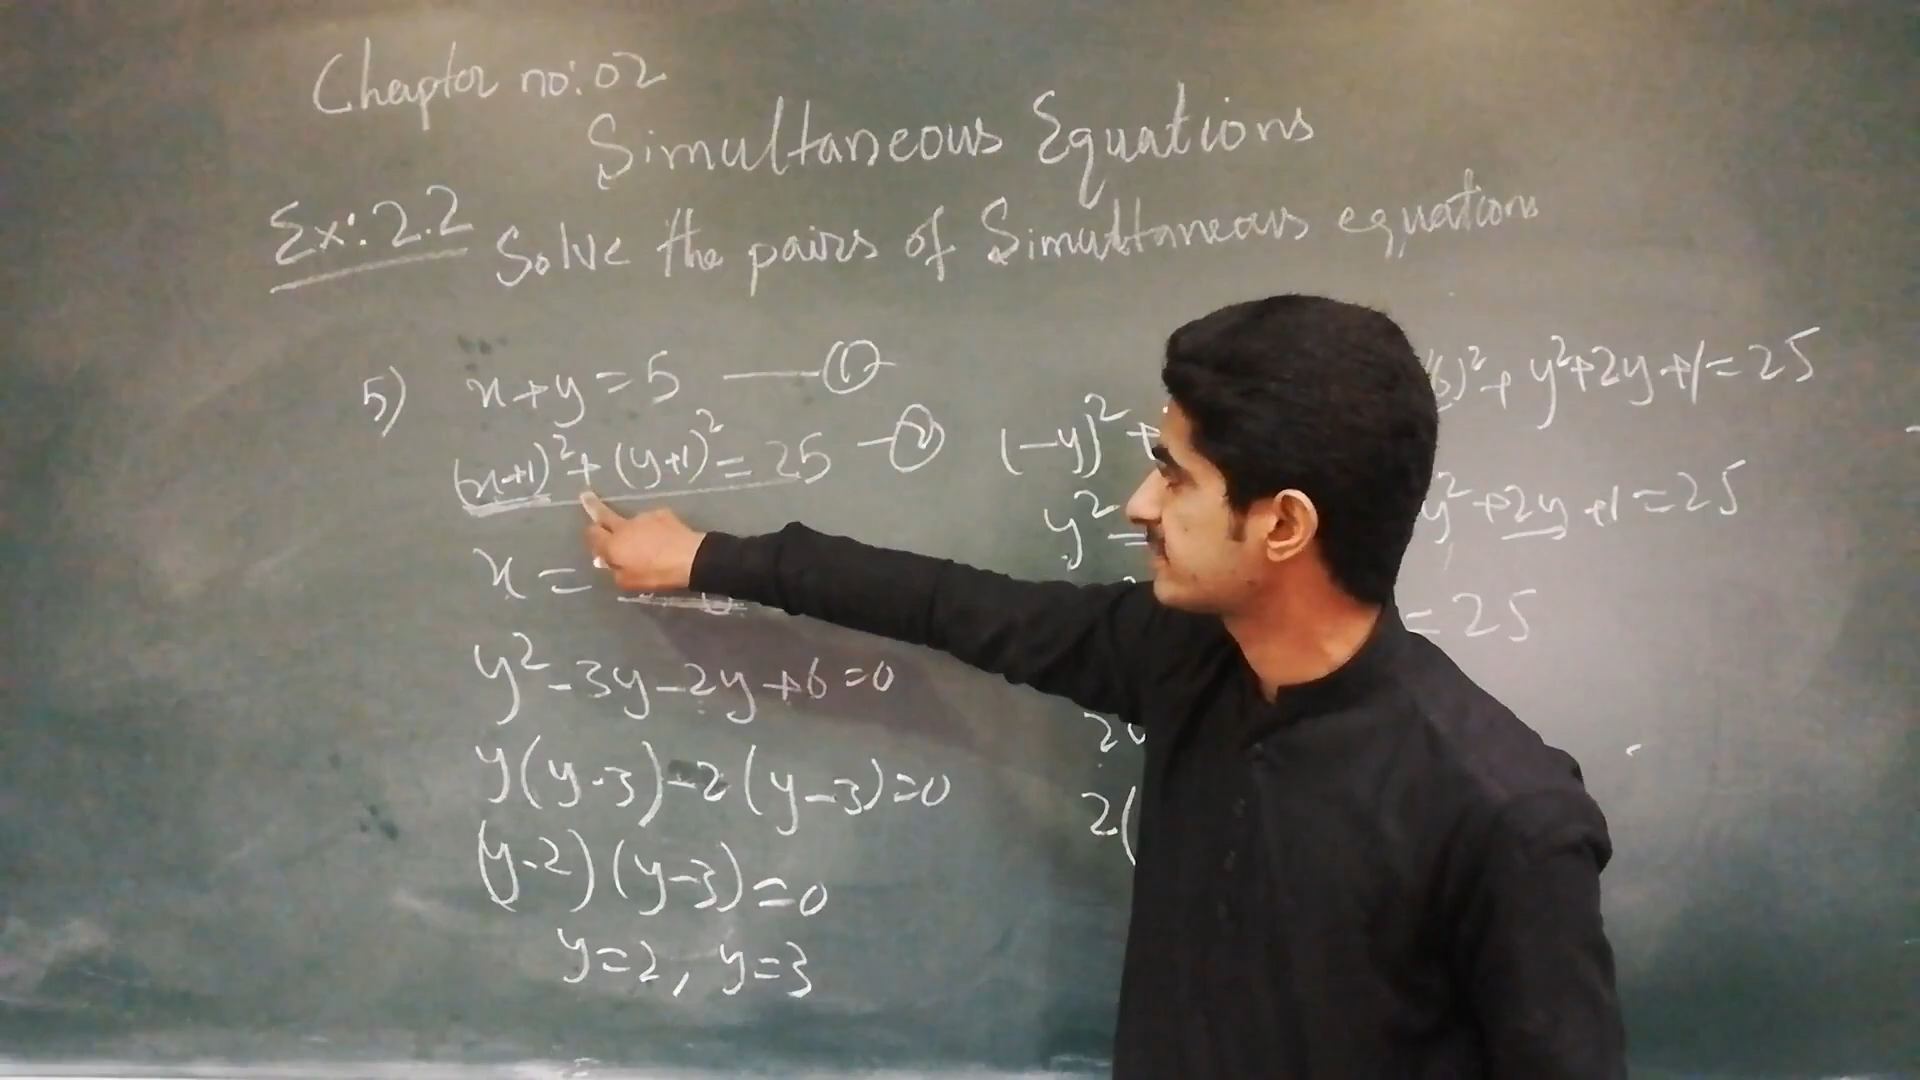 Chapter no: 02
Simultaneous Equations
Ex: 2.2 Solve the pairs of Simultaneous equations
5) x+y=5 —— ①
(x+1)²+(y+1)²=25 — ②
x=
y²-3y-2y+6=0
y(y-3)-2(y-3)=0
(y-2)(y-3)=0
y=2, y=3
6)²+y²+2y+1=25
(-y)²+
y²
y²+2y+1=25
=25
2(